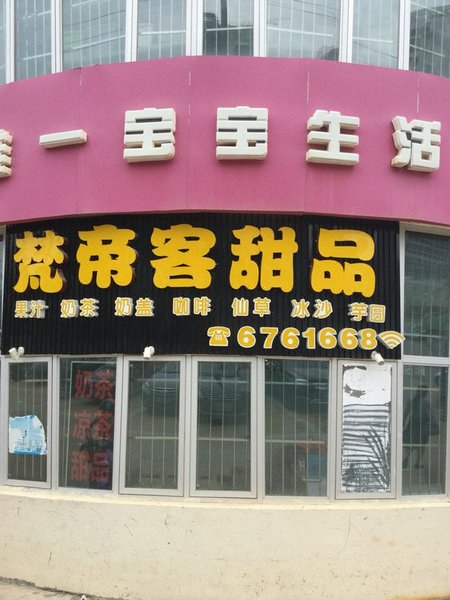 一宝宝生活
梵帝客甜品
果汁 奶茶 奶盖 咖啡 仙草 冰沙 芋圆
☎6761668
奶茶
凉茶
甜品